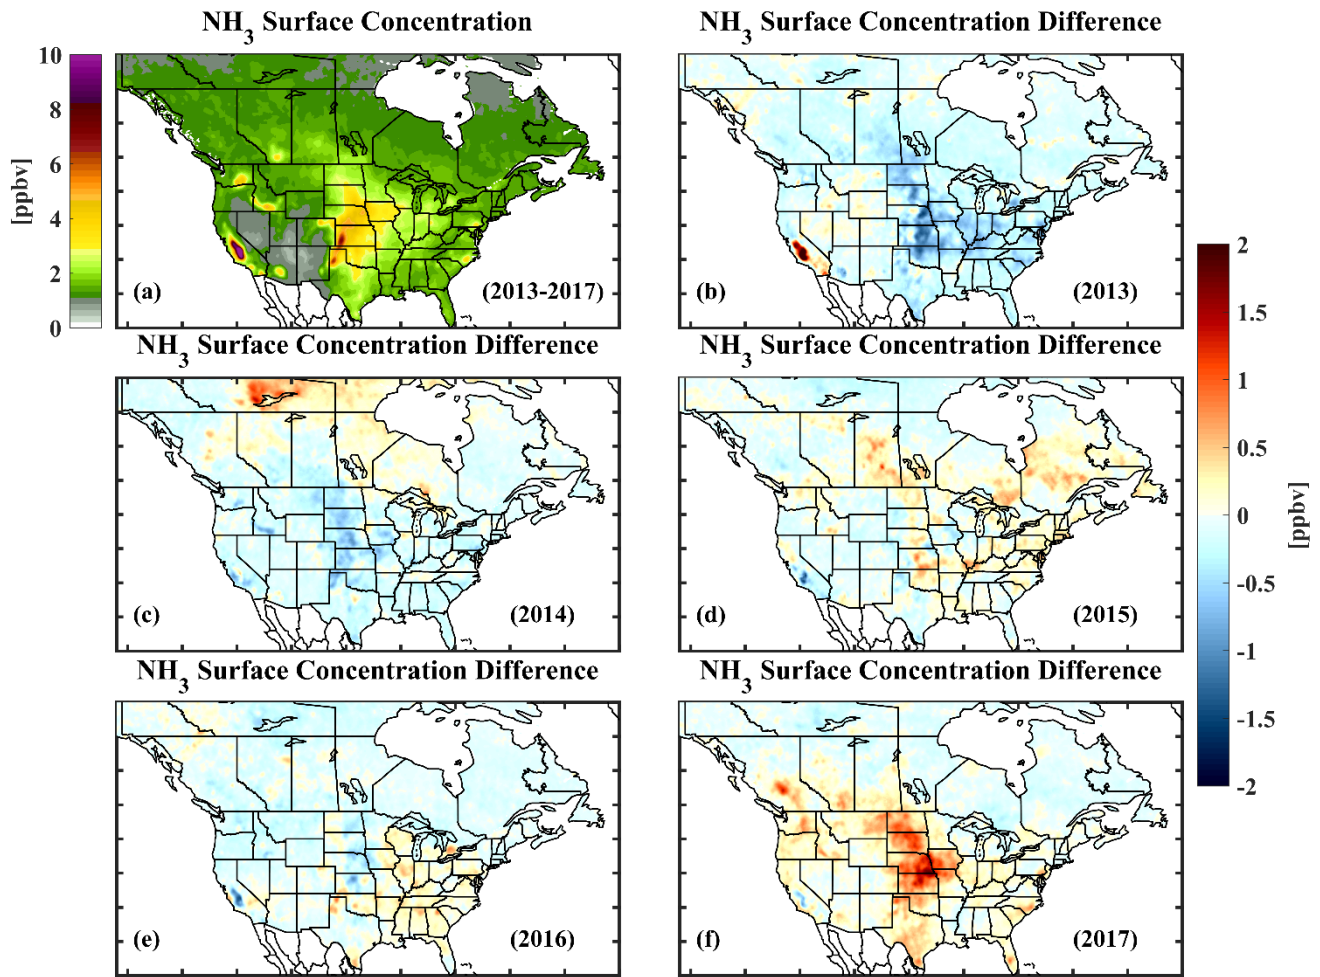 NH3 Surface Concentration
NH3 Surface Concentration Difference
10
8
6
4
2
0
[ppbv]
(a)
(2013-2017)
(b)
(2013)
NH3 Surface Concentration Difference
NH3 Surface Concentration Difference
(c)
(2014)
(d)
(2015)
2
1.5
1
0.5
0
-0.5
-1
-1.5
-2
[ppbv]
NH3 Surface Concentration Difference
NH3 Surface Concentration Difference
(e)
(2016)
(f)
(2017)